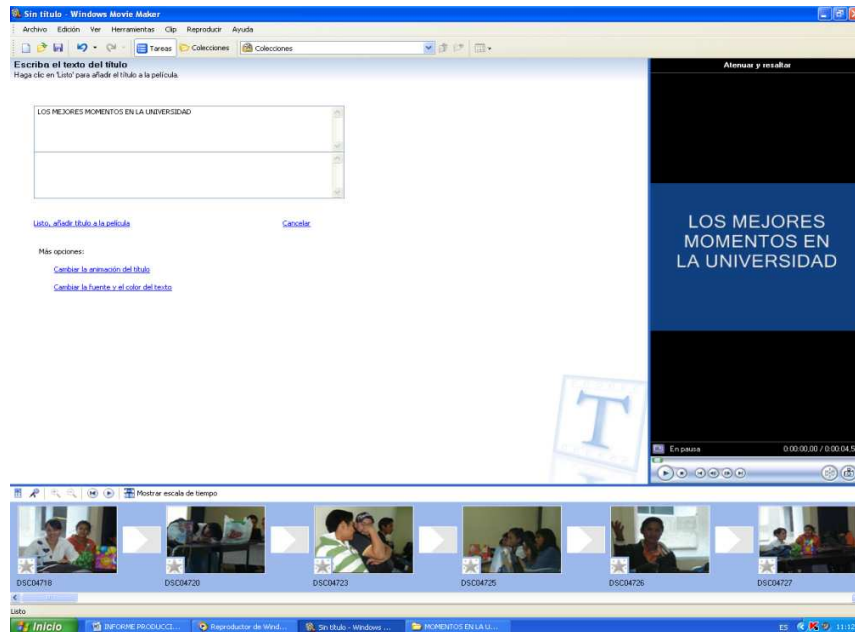 Sin título - Windows Movie Maker
Archivo Edición Ver Herramientas Clip Reproducir Ayuda
Tareas Colecciones Colecciones
Escriba el texto del título
Haga clic en 'Listo' para añadir el título a la película.
Atenuar y resaltar
LOS MEJORES MOMENTOS EN LA UNIVERSIDAD
Listo, añadir título a la película
Cancelar
Más opciones:
Cambiar la animación del título
Cambiar la fuente y el color del texto
LOS MEJORES
MOMENTOS EN
LA UNIVERSIDAD
T
En pausa 0:00:00,00 / 0:00:04,5
Mostrar escala de tiempo
DSC04718 DSC04720 DSC04723 DSC04725 DSC04726 DSC04727
Listo
Inicio INFORME PRODUCCI... Reproductor de Wind... Sin título - Windows ... MOMENTOS EN LA U... ES 11:12